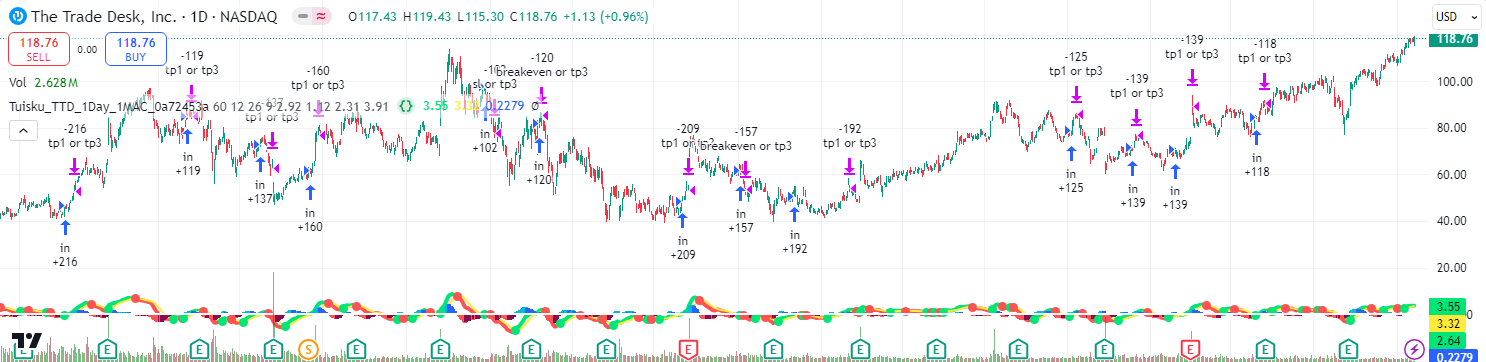 The Trade Desk, Inc. · 1D · NASDAQ O117.43 H119.43 L115.30 C118.76 +1.13 (+0.96%)
USD
118.76 SELL 0.00 118.76 BUY
118.76
Vol 2.628M
Tuisku_TTD_1Day_1MAC_0a72453a 60 12 26 9 2.92 1 12 2.31 3.91 3.55 0.2279 Ø
100.00
80.00
60.00
40.00
20.00
0
-216
tp1 or tp3
in
+216
-119
tp1 or tp3
in
+119
tp1 or tp3
in
+137
-160
tp1 or tp3
in
+160
sl or tp3
in
+102
-120
breakeven or tp3
in
+120
-209
tp1 or tp3
in
+209
-157
breakeven or tp3
in
+157
-192
tp1 or tp3
in
+192
-125
tp1 or tp3
in
+125
-139
tp1 or tp3
in
+139
-139
tp1 or tp3
in
+139
-118
tp1 or tp3
in
+118
3.55
3.32
2.64
0.2279
E E E S E E E E E E E E E E E E E